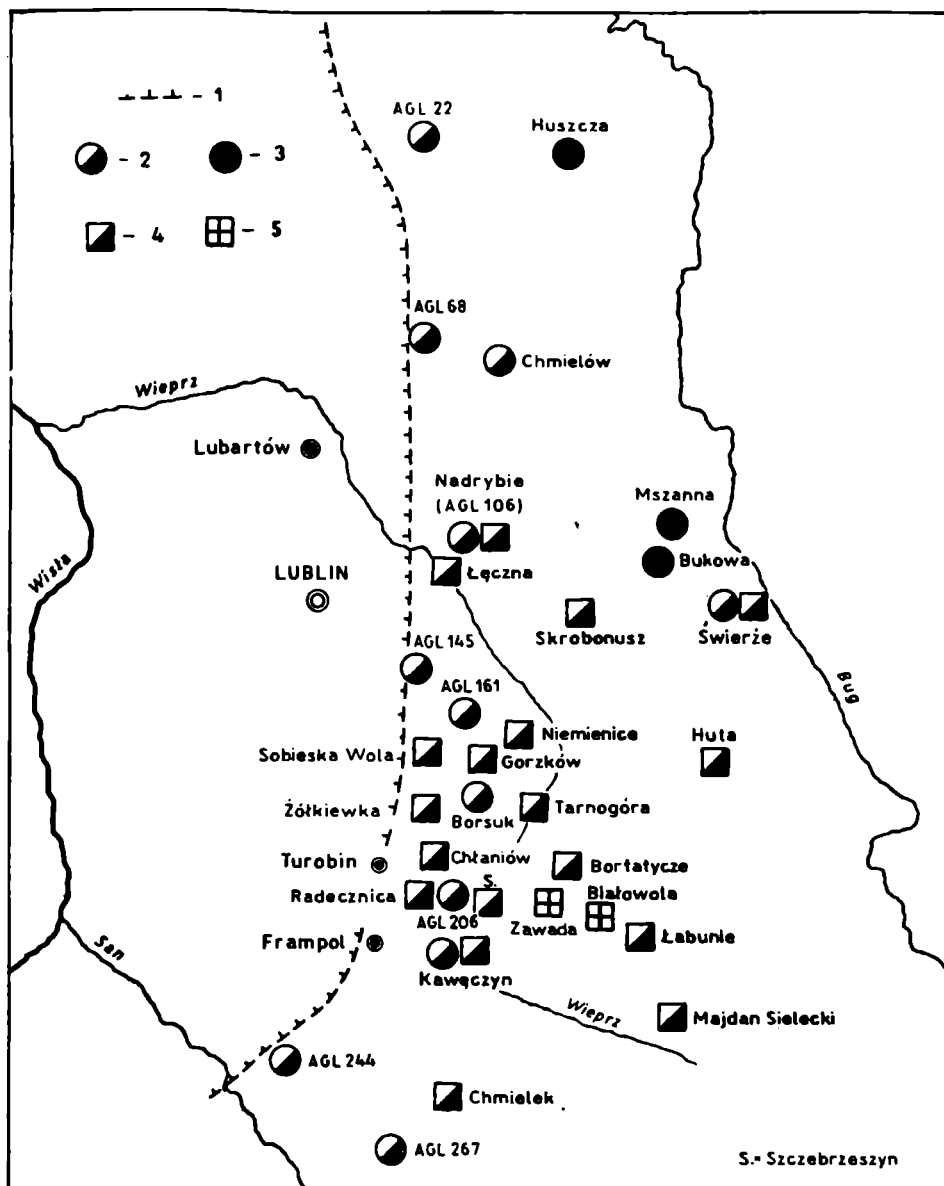 - 1
- 2
- 3
- 4
- 5
AGL 22
Huszcza
AGL 68
Chmielów
Wieprz
Lubartów
Nadrybie
(AGL 106)
Mszanna
Bukowa
Wisła
LUBLIN
Łęczna
Skrobonusz
Świerże
AGL 145
AGL 161
Bug
Niemienice
Huta
Sobieska Wola
Gorzków
Żółkiewka
Borsuk
Tarnogóra
Turobin
Chłaniów
Bortatycze
S.
Białowola
Radecznica
AGL 206
Zawada
Łabunie
Frampol
San
Kawęczyn
Wieprz
Majdan Sielecki
AGL 244
Chmielek
AGL 267
S.= Szczebrzeszyn